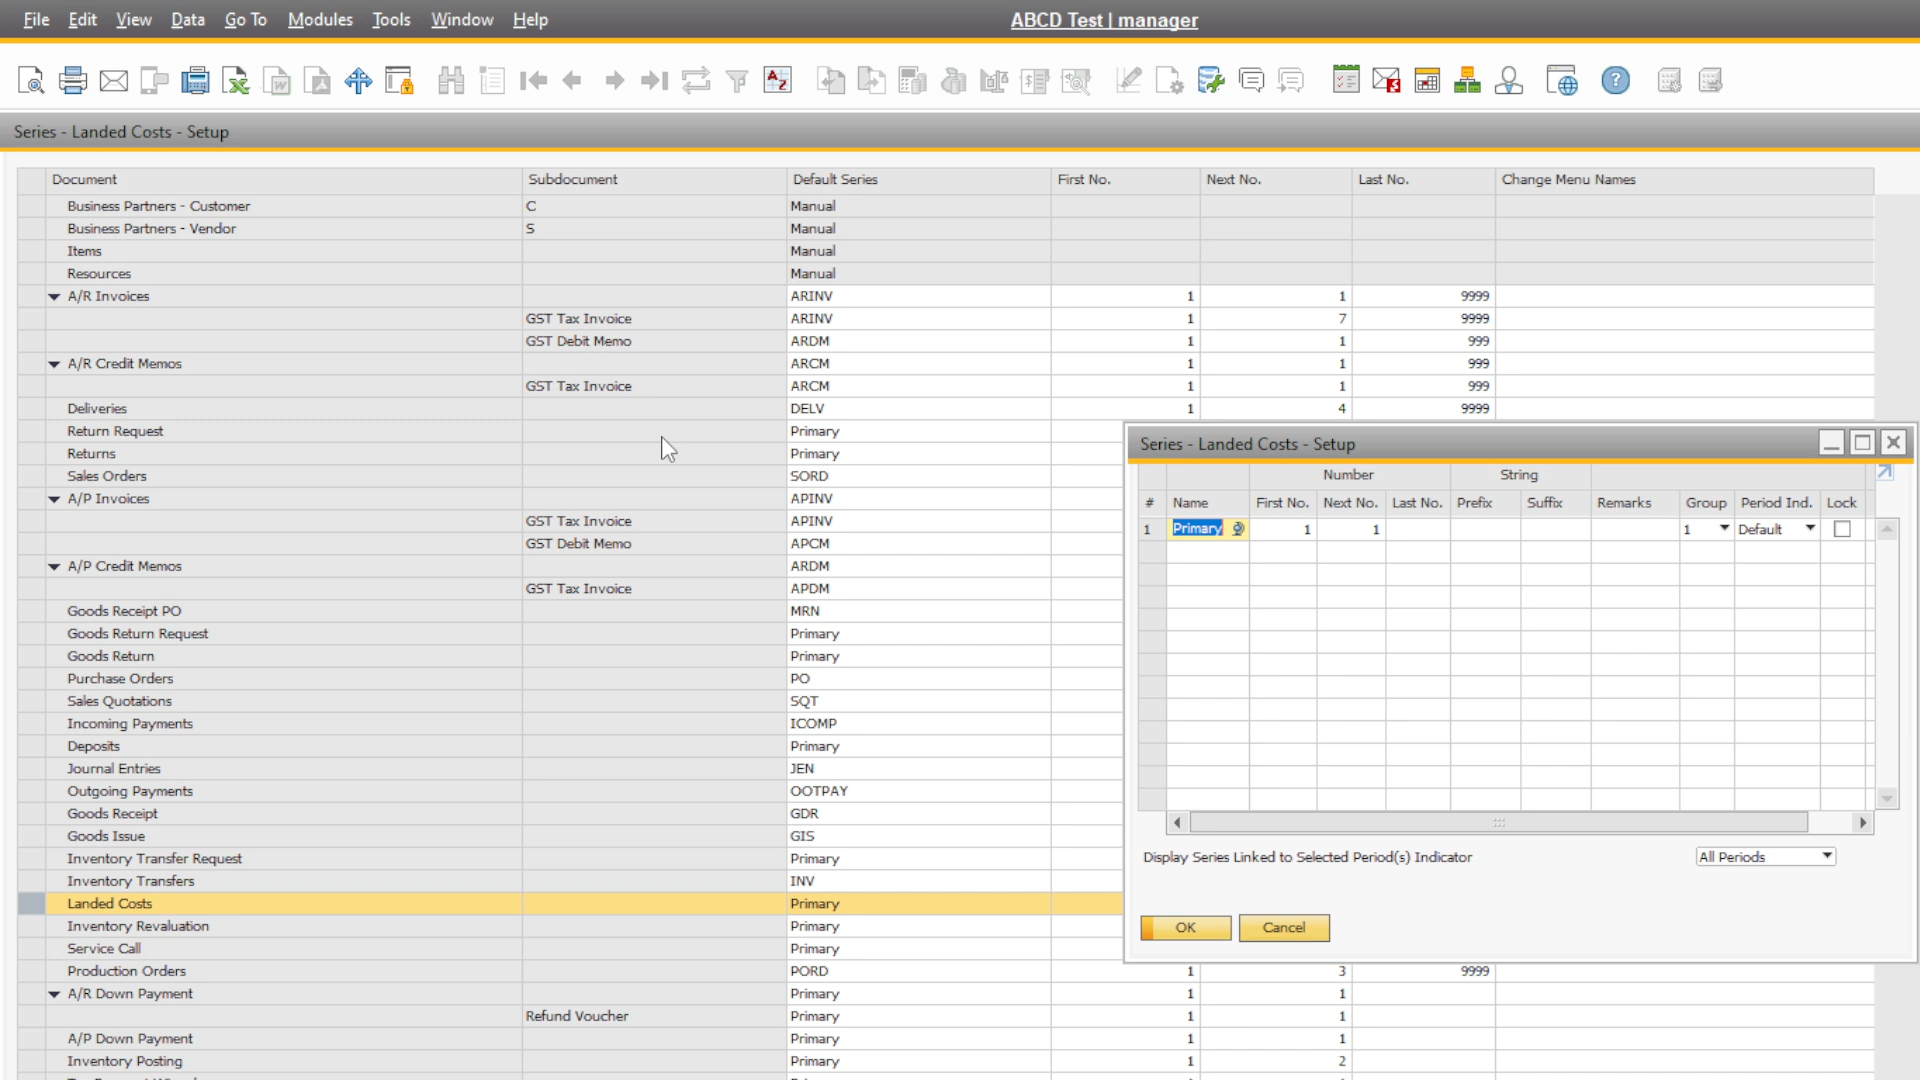 File Edit View Data Go To Modules Tools Window Help ABCD Test | manager
Series - Landed Costs - Setup
Document Subdocument Default Series First No. Next No. Last No. Change Menu Names
Business Partners - Customer C Manual
Business Partners - Vendor S Manual
Items Manual
Resources Manual
A/R Invoices ARINV 1 1 9999
GST Tax Invoice ARINV 1 7 9999
GST Debit Memo ARDM 1 1 999
A/R Credit Memos ARCM 1 1 999
GST Tax Invoice ARCM 1 1 999
Deliveries DELV 1 4 9999
Return Request Primary
Returns Primary
Sales Orders SORD
A/P Invoices APINV
GST Tax Invoice APINV
GST Debit Memo APCM
A/P Credit Memos ARDM
GST Tax Invoice APDM
Goods Receipt PO MRN
Goods Return Request Primary
Goods Return Primary
Purchase Orders PO
Sales Quotations SQT
Incoming Payments ICOMP
Deposits Primary
Journal Entries JEN
Outgoing Payments OOTPAY
Goods Receipt GDR
Goods Issue GIS
Inventory Transfer Request Primary
Inventory Transfers INV
Landed Costs Primary
Inventory Revaluation Primary
Service Call Primary
Production Orders PORD 1 3 9999
A/R Down Payment Primary 1 1
Refund Voucher Primary 1 1
A/P Down Payment Primary 1 1
Inventory Posting Primary 1 2
Series - Landed Costs - Setup
Number String
# Name First No. Next No. Last No. Prefix Suffix Remarks Group Period Ind. Lock
1 Primary 1 1 1 Default
Display Series Linked to Selected Period(s) Indicator All Periods
OK Cancel